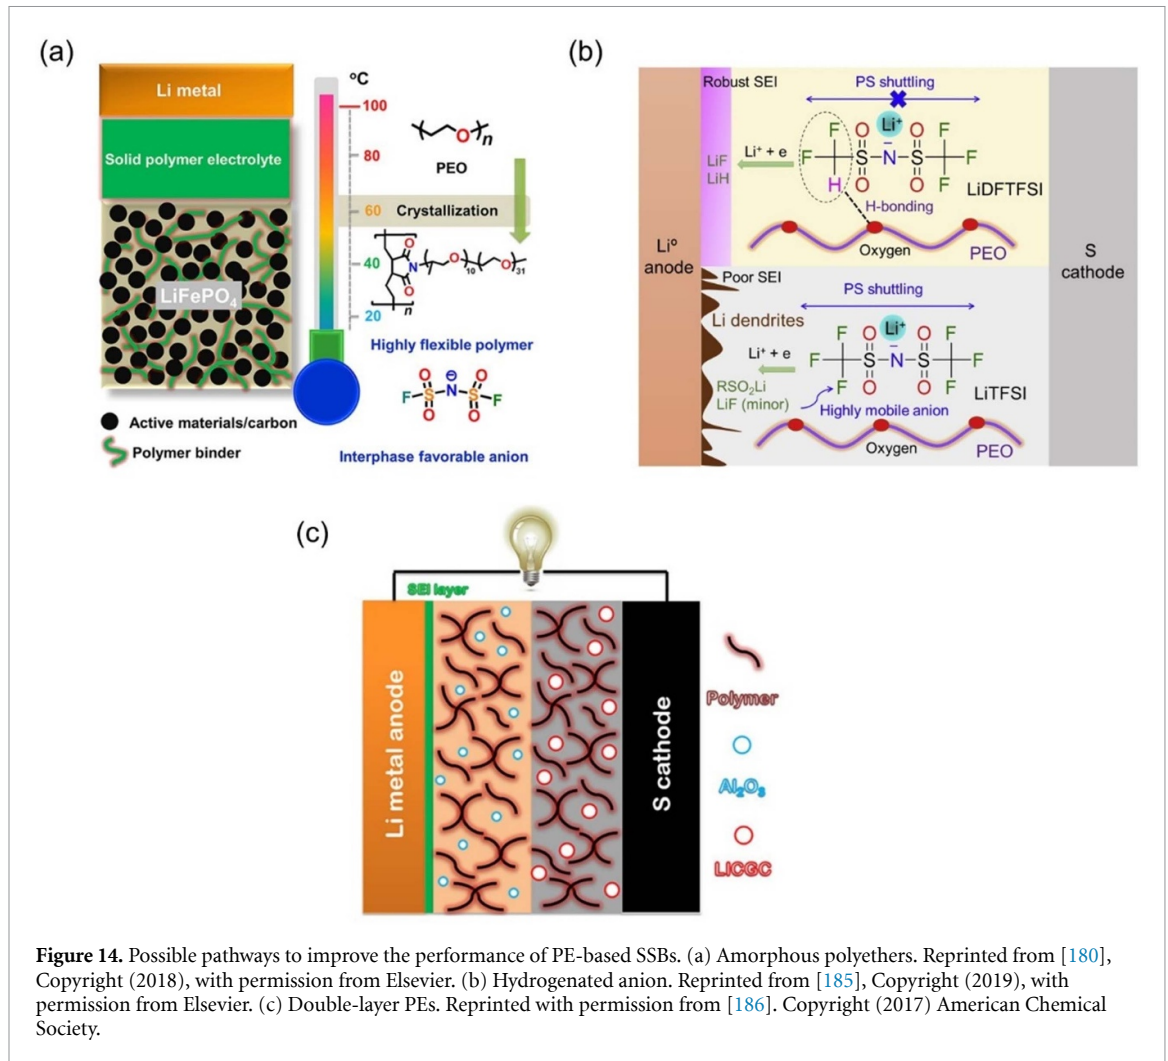 (a)
Li metal
Solid polymer electrolyte
LiFePO4
Active materials/carbon
Polymer binder
°C
100
80
60
40
20
O
n
PEO
Crystallization
O
N
O
O
10
O
31
n
Highly flexible polymer
O ⊖ O
F S N S F
O O
Interphase favorable anion
(b)
Li° anode
Robust SEI
PS shuttling
Li+
F O O F
F S N S F
H O O F
Li+ + e
LiF
LiH
LiDFTFSI
H-bonding
Oxygen
PEO
Poor SEI
PS shuttling
Li dendrites
Li+
F O O F
F S N S F
F O O F
Li+ + e
RSO2Li
LiF (minor)
LiTFSI
Highly mobile anion
Oxygen
PEO
S
cathode
(c)
SEI layer
Li metal anode
S cathode
Polymer
Al2O3
LICGC
Figure 14. Possible pathways to improve the performance of PE-based SSBs. (a) Amorphous polyethers. Reprinted from [180],
Copyright (2018), with permission from Elsevier. (b) Hydrogenated anion. Reprinted from [185], Copyright (2019), with
permission from Elsevier. (c) Double-layer PEs. Reprinted with permission from [186]. Copyright (2017) American Chemical
Society.